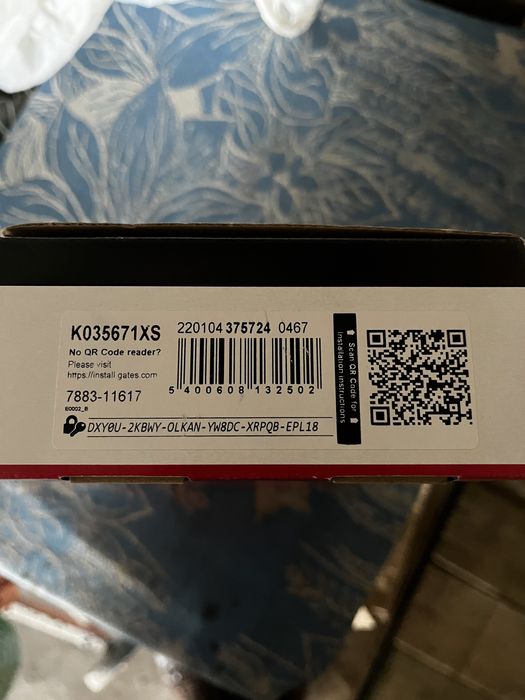 K035671XS
No QR Code reader?
Please visit
https://install.gates.com
7883-11617
E0002_B
220104 375724 0467
5 400608 132502
DXY0U-2KBWY-OLKAN-YW8DC-XRPQB-EPL18
Scan QR Code for
installation instructions